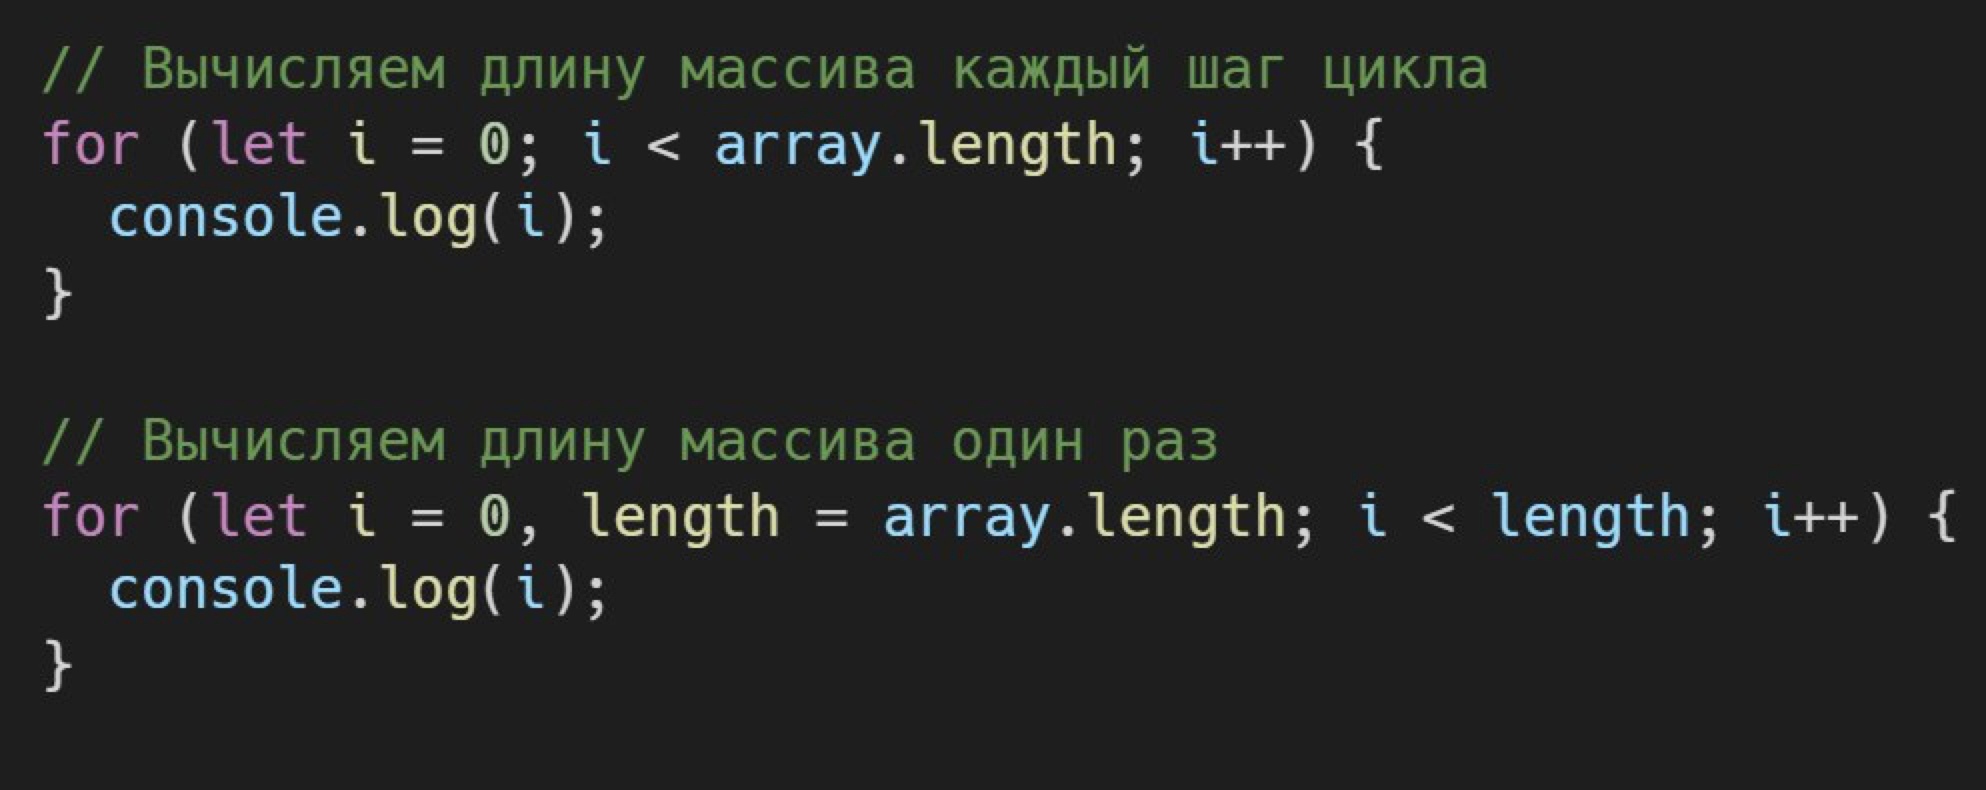 // Вычисляем длину массива каждый шаг цикла
for (let i = 0; i < array.length; i++) {
  console.log(i);
}

// Вычисляем длину массива один раз
for (let i = 0, length = array.length; i < length; i++) {
  console.log(i);
}